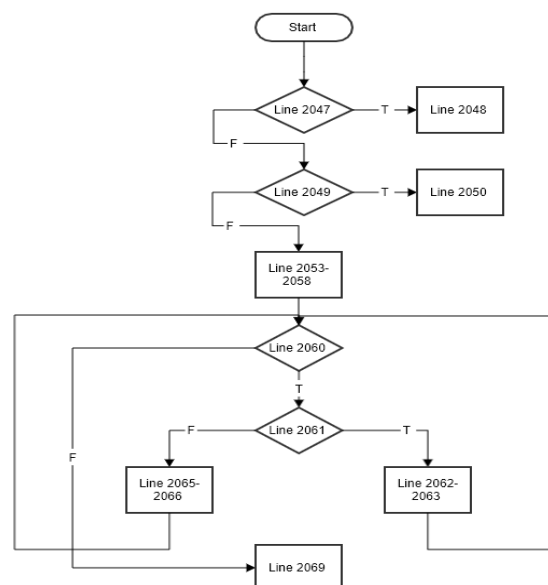 Start
Line 2047
T
Line 2048
F
Line 2049
T
Line 2050
F
Line 2053-
2058
Line 2060
T
F
Line 2061
F
T
Line 2065-
2066
Line 2062-
2063
Line 2069